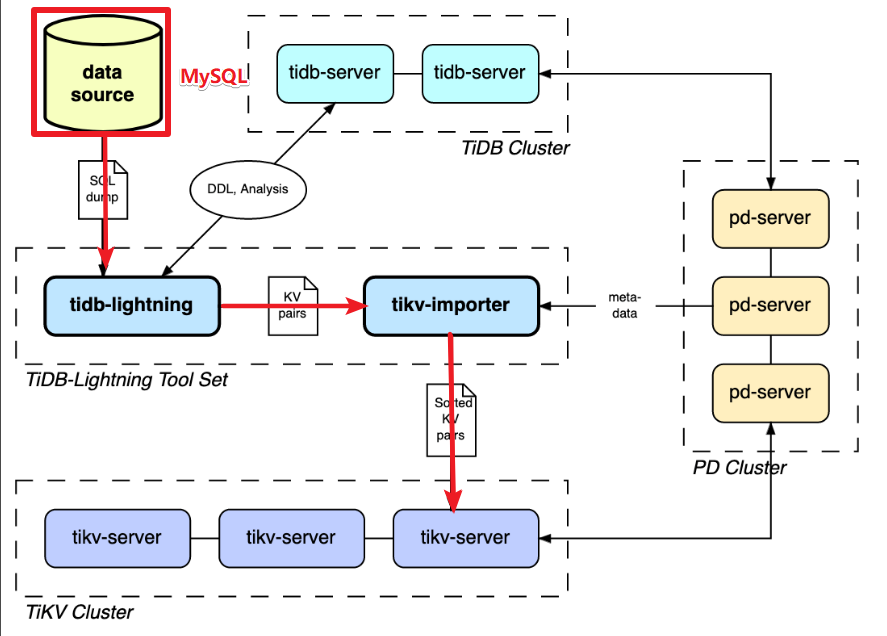 data
source
MySQL
tidb-server
tidb-server
TiDB Cluster
SQL
dump
DDL, Analysis
pd-server
pd-server
pd-server
PD Cluster
tidb-lightning
KV
pairs
tikv-importer
meta-
data
TiDB-Lightning Tool Set
Sorted
KV
pairs
tikv-server
tikv-server
tikv-server
TiKV Cluster